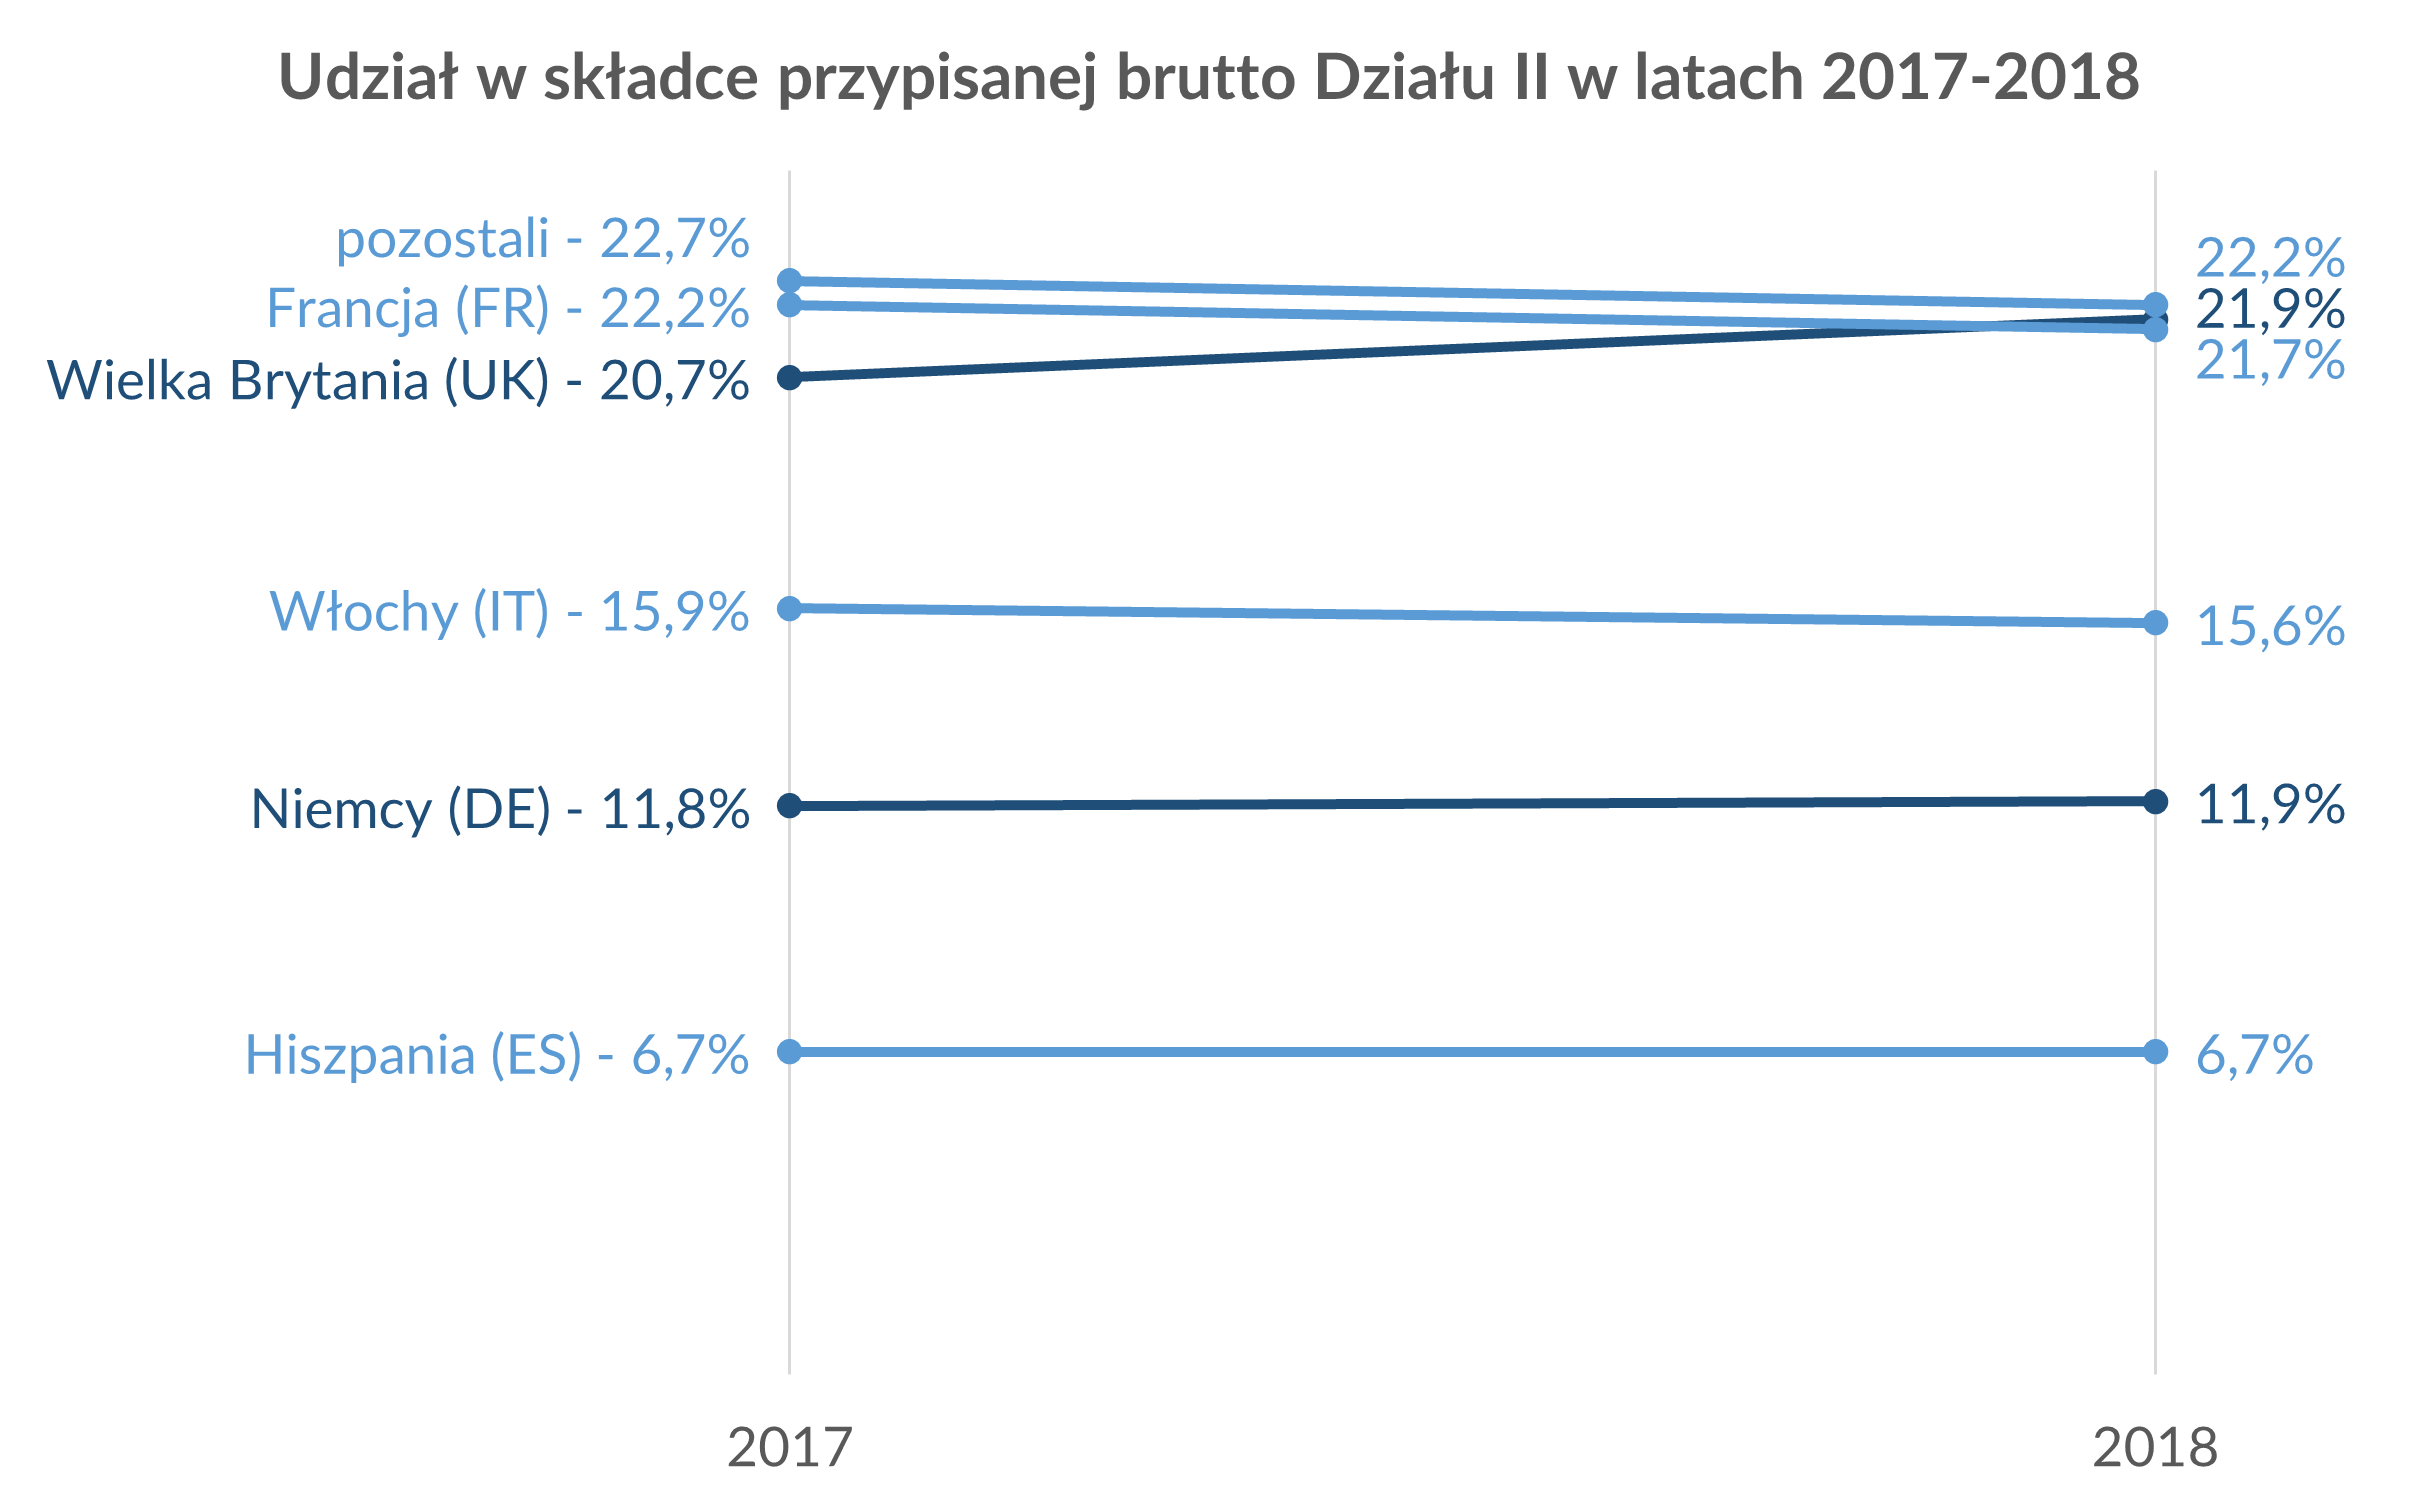 Udział w składce przypisanej brutto Działu II w latach 2017-2018
pozostali - 22,7%
Francja (FR) - 22,2%
Wielka Brytania (UK) - 20,7%
Włochy (IT) - 15,9%
Niemcy (DE) - 11,8%
Hiszpania (ES) - 6,7%
22,2%
21,9%
21,7%
15,6%
11,9%
6,7%
2017
2018